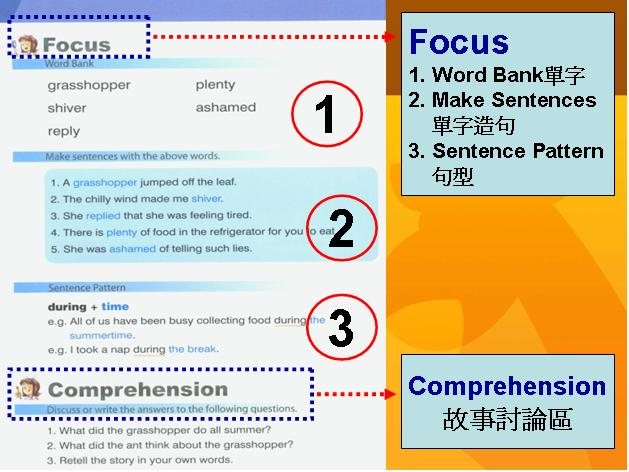 Focus
Word Bank
grasshopper plenty
shiver ashamed
reply
1
Make sentences with the above words.
1. A grasshopper jumped off the leaf.
2. The chilly wind made me shiver.
3. She replied that she was feeling tired.
4. There is plenty of food in the refrigerator for you to eat
5. She was ashamed of telling such lies.
2
Sentence Pattern
during + time
e.g. All of us have been busy collecting food during the
summertime.
e.g. I took a nap during the break.
3
Comprehension
Discuss or write the answers to the following questions.
1. What did the grasshopper do all summer?
2. What did the ant think about the grasshopper?
3. Retell the story in your own words.
Focus
1. Word Bank單字
2. Make Sentences
單字造句
3. Sentence Pattern
句型
Comprehension
故事討論區